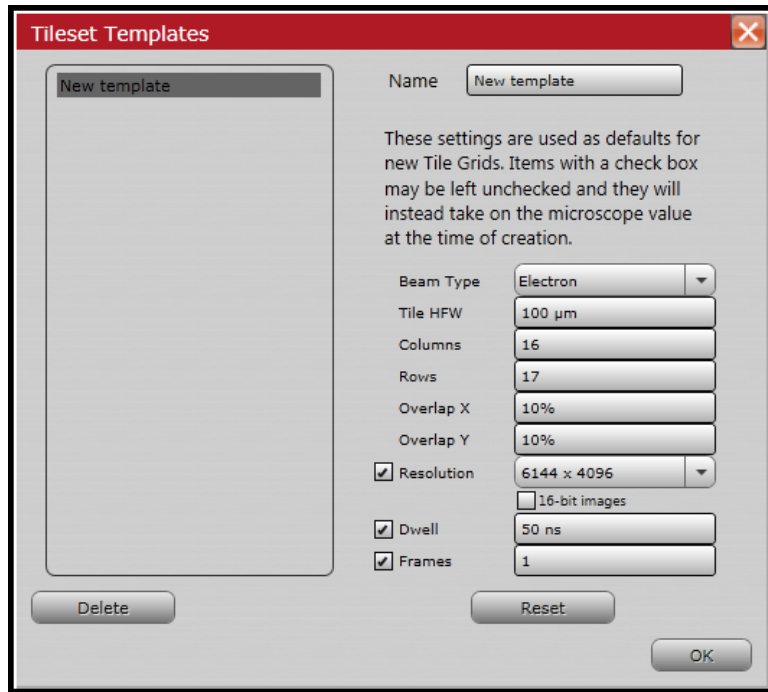 Tileset Templates
New template
Name New template
These settings are used as defaults for
new Tile Grids. Items with a check box
may be left unchecked and they will
instead take on the microscope value
at the time of creation.
Beam Type Electron
Tile HFW 100 µm
Columns 16
Rows 17
Overlap X 10%
Overlap Y 10%
Resolution 6144 x 4096
16-bit images
Dwell 50 ns
Frames 1
Delete
Reset
OK